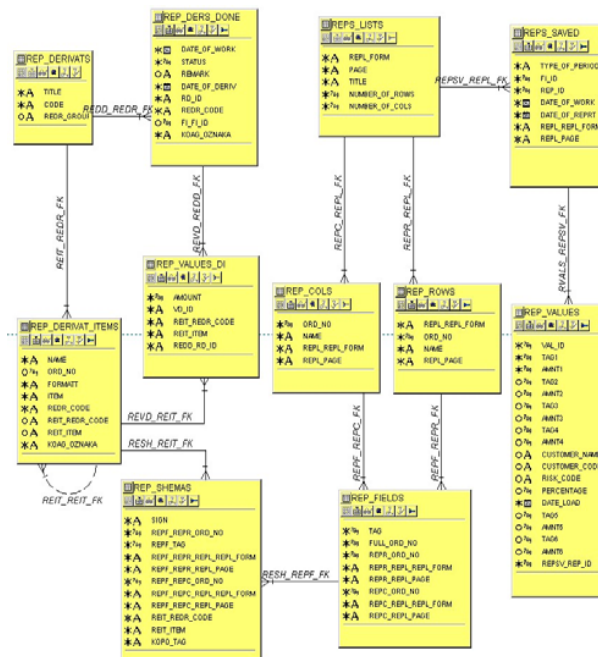 REP_DERIVATS
TITLE
CODE
REDR_GROUP
REDD_REDR_FK
REP_DERS_DONE
DATE_OF_WORK
STATUS
REMARK
DATE_OF_DERIV
RD_ID
REDR_CODE
FI_FI_ID
KOAG_OZNAKA
REPS_LISTS
REPL_FORM
PAGE
TITLE
NUMBER_OF_ROWS
NUMBER_OF_COLS
REPSV_REPL_FK
REPS_SAVED
TYPE_OF_PERIOD
FI_ID
REP_ID
DATE_OF_WORK
DATE_OF_REPRT
REPL_REPL_FORM
REPL_PAGE
REIT_REDR_FK
REVD_REDD_FK
REPC_REPL_FK
REPR_REPL_FK
RVALS_REPSV_FK
REP_VALUES_DI
AMOUNT
VD_ID
REIT_REDR_CODE
REIT_ITEM
REDD_RD_ID
REP_COLS
ORD_NO
NAME
REPL_REPL_FORM
REPL_PAGE
REP_ROWS
REPL_REPL_FORM
ORD_NO
NAME
REPL_PAGE
REP_VALUES
VAL_ID
TAG1
AMNT1
TAG2
AMNT2
TAG3
AMNT3
TAG4
AMNT4
CUSTOMER_NAME
CUSTOMER_CODE
RISK_CODE
PERCENTAGE
DATE_LOAD
TAG5
AMNT5
TAG6
AMNT6
REPSV_REP_ID
REP_DERIVAT_ITEMS
NAME
ORD_NO
FORMATT
ITEM
REDR_CODE
REIT_REDR_CODE
REIT_ITEM
KOAG_OZNAKA
REVD_REIT_FK
RESH_REIT_FK
REIT_REIT_FK
REPF_REPC_FK
REPF_REPR_FK
REP_SHEMAS
SIGN
REPF_REPR_ORD_NO
REPF_TAG
REPF_REPR_REPL_REPL_FORM
REPF_REPR_REPL_PAGE
REPF_REPC_ORD_NO
REPF_REPC_REPL_REPL_FORM
REPF_REPC_REPL_PAGE
REIT_REDR_CODE
REIT_ITEM
KOPO_TAG
RESH_REPF_FK
REP_FIELDS
TAG
FULL_ORD_NO
REPR_ORD_NO
REPR_REPL_REPL_FORM
REPR_REPL_PAGE
REPC_ORD_NO
REPC_REPL_REPL_FORM
REPC_REPL_PAGE